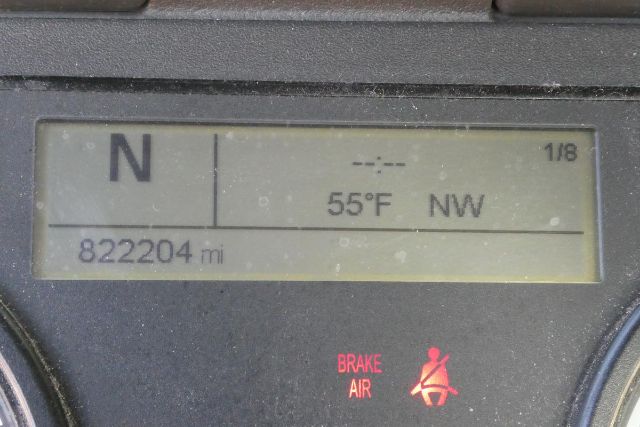 N
--:--
1/8
55°F NW
822204 mi
BRAKE
AIR